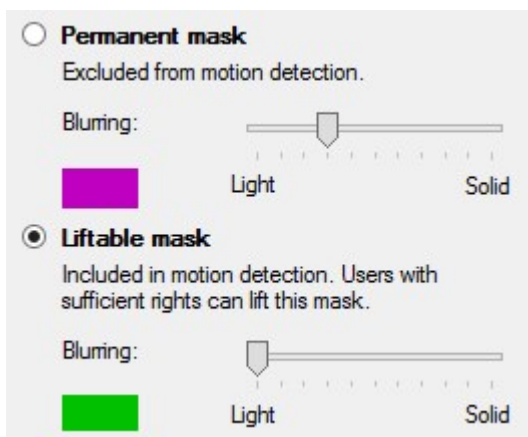 Permanent mask
Excluded from motion detection.
Blurring:
Light Solid
Liftable mask
Included in motion detection. Users with
sufficient rights can lift this mask.
Blurring:
Light Solid